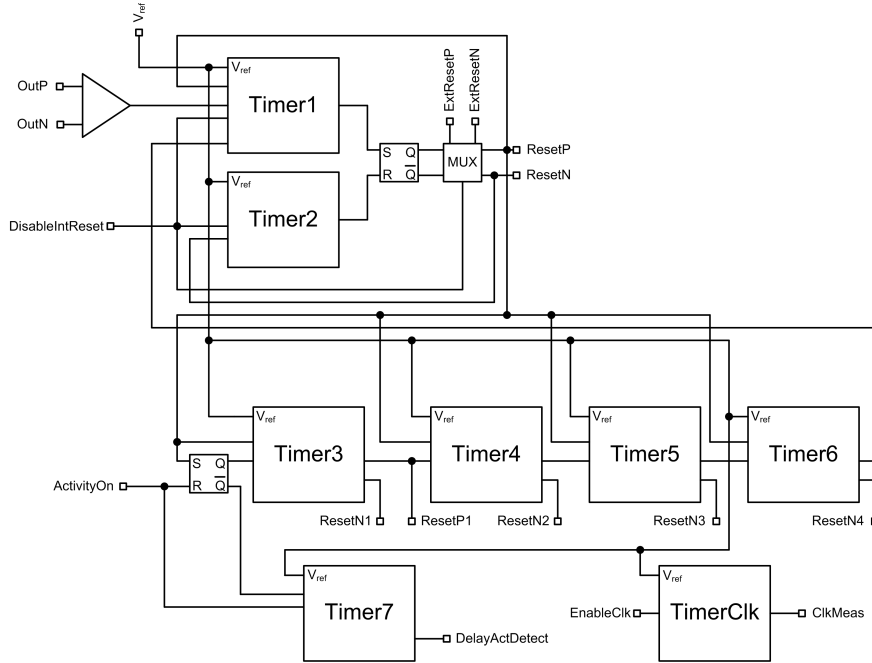 Vref
ExtResetP
ExtResetN
OutP
OutN
Vref
Timer1
S Q
R Q̅
MUX
ResetP
ResetN
Vref
Timer2
DisableIntReset
Vref
Timer3
Vref
Timer4
Vref
Timer5
Vref
Timer6
S Q
R Q̅
ActivityOn
ResetN1
ResetP1
ResetN2
ResetN3
ResetN4
Vref
Timer7
DelayActDetect
Vref
TimerClk
EnableClk
ClkMeas